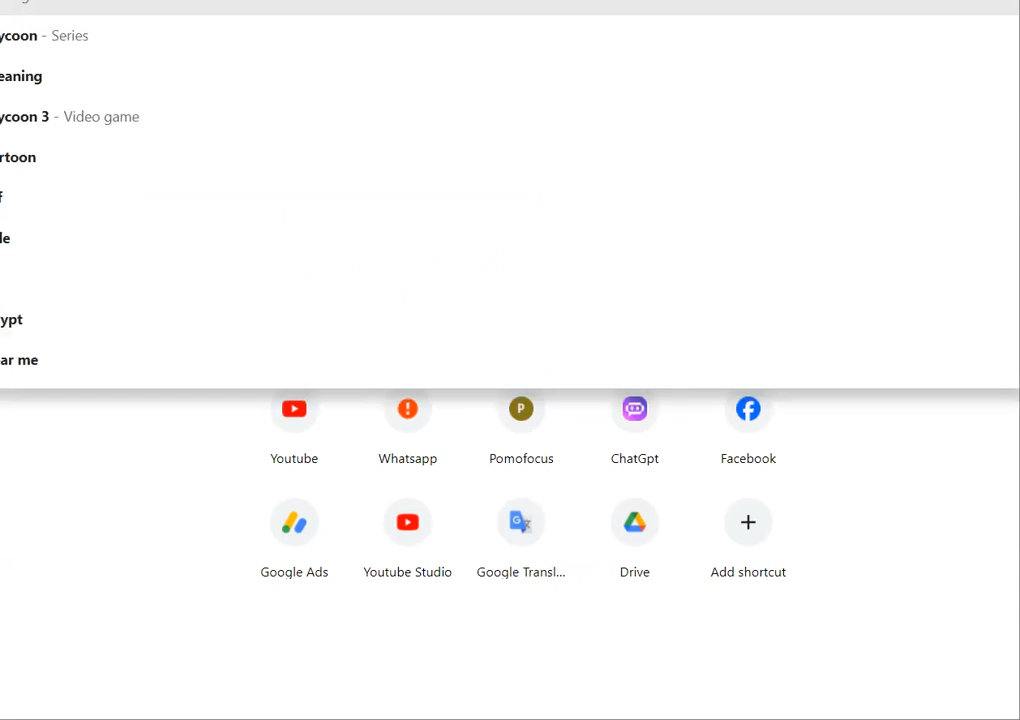 ycoon - Series
eaning
ycoon 3 - Video game
rtoon
f
le
ypt
ar me
P
Youtube
Whatsapp
Pomofocus
ChatGpt
Facebook
Google Ads
Youtube Studio
Google Transl...
Drive
Add shortcut